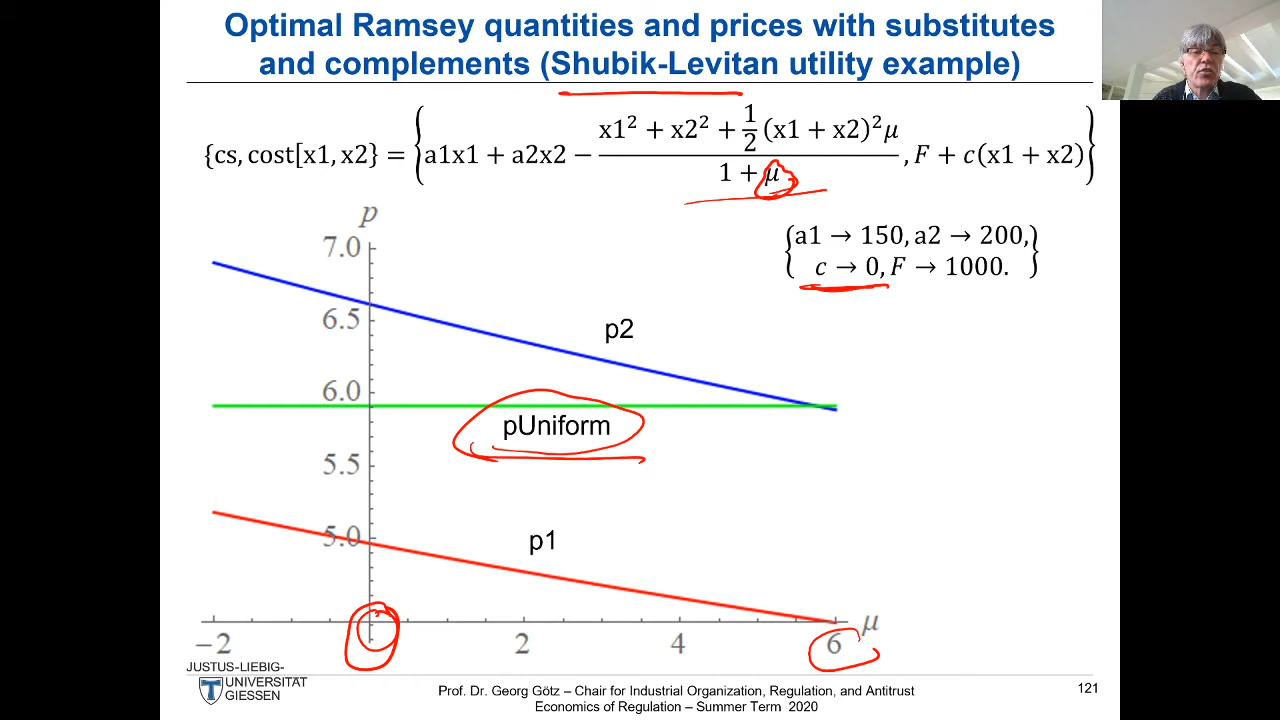 Optimal Ramsey quantities and prices with substitutes
and complements (Shubik-Levitan utility example)
{cs, cost[x1, x2} = {a1x1 + a2x2 − (x1² + x2² + ½(x1 + x2)²μ)/(1 + μ), F + c(x1 + x2)}
{a1 → 150, a2 → 200,
c → 0, F → 1000.}
p
7.0
6.5
p2
6.0
pUniform
5.5
5.0
p1
μ
−2
2
4
6
JUSTUS-LIEBIG-
UNIVERSITÄT
GIESSEN
Prof. Dr. Georg Götz – Chair for Industrial Organization, Regulation, and Antitrust
Economics of Regulation – Summer Term 2020
121